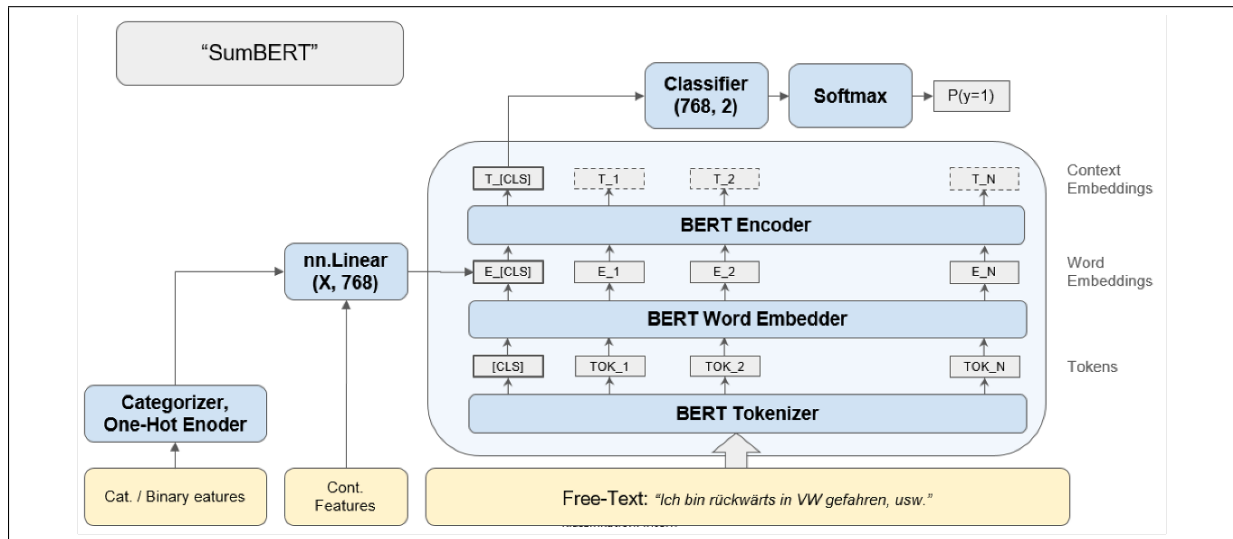 “SumBERT”
Classifier
(768, 2)
Softmax
P(y=1)
T_[CLS]
T_1
T_2
T_N
Context
Embeddings
BERT Encoder
nn.Linear
(X, 768)
E_[CLS]
E_1
E_2
E_N
Word
Embeddings
BERT Word Embedder
[CLS]
TOK_1
TOK_2
TOK_N
Tokens
Categorizer,
One-Hot Enoder
BERT Tokenizer
Cat. / Binary eatures
Cont.
Features
Free-Text: “Ich bin rückwärts in VW gefahren, usw.”